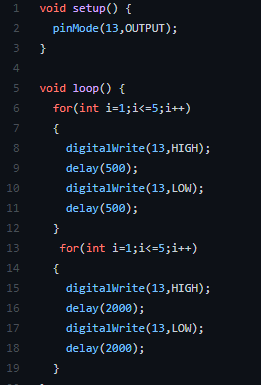 1 void setup() {
2   pinMode(13,OUTPUT);
3 }
4
5 void loop() {
6   for(int i=1;i<=5;i++)
7   {
8     digitalWrite(13,HIGH);
9     delay(500);
10     digitalWrite(13,LOW);
11     delay(500);
12   }
13    for(int i=1;i<=5;i++)
14   {
15     digitalWrite(13,HIGH);
16     delay(2000);
17     digitalWrite(13,LOW);
18     delay(2000);
19   }